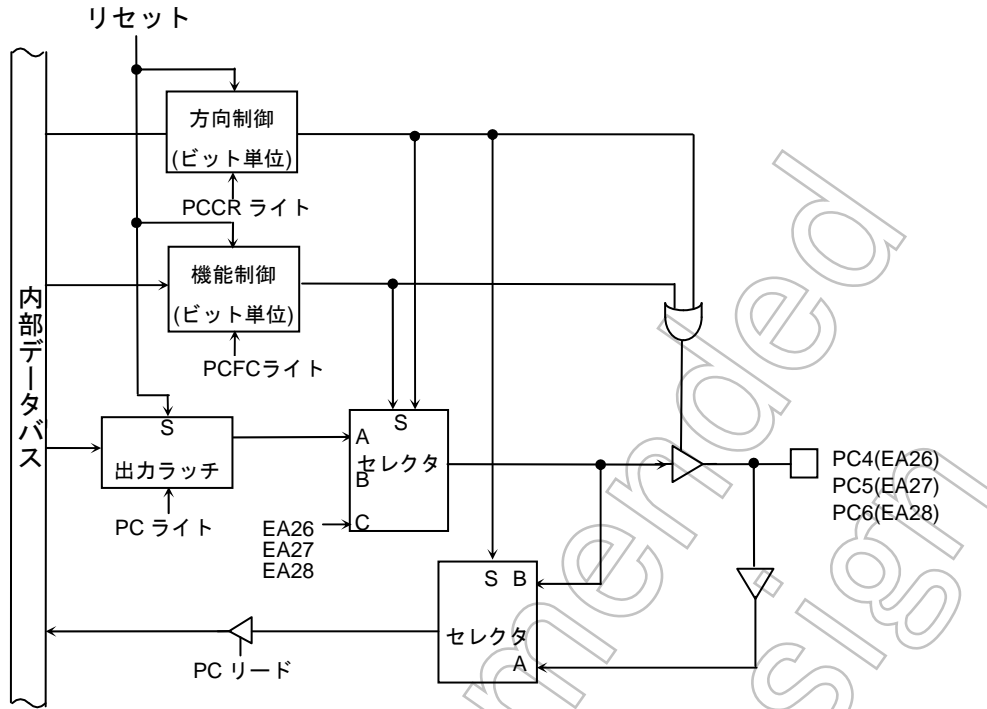 リセット
方向制御
(ビット単位)
PCCR ライト
機能制御
(ビット単位)
PCFCライト
内部データバス
S
出力ラッチ
PC ライト
S
A
セレクタ
B
C
EA26
EA27
EA28
PC4(EA26)
PC5(EA27)
PC6(EA28)
S B
セレクタ
A
PC リード
mended
sign